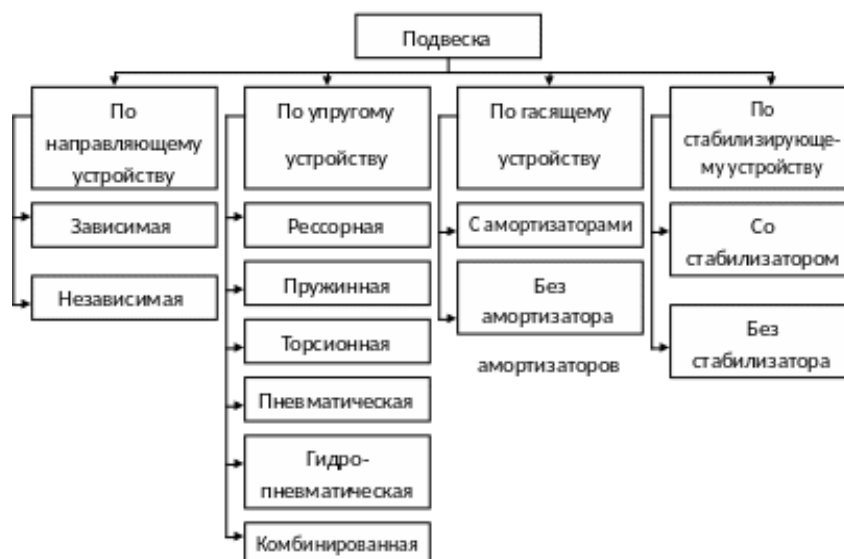 Подвеска
По
направляющему
устройству
Зависимая
Независимая
По упругому
устройству
Рессорная
Пружинная
Торсионная
Пневматическая
Гидро-
пневматическая
Комбинированная
По гасящему
устройству
С амортизаторами
Без
амортизатора
амортизаторов
По
стабилизирующе-
му устройству
Со
стабилизатором
Без
стабилизатора